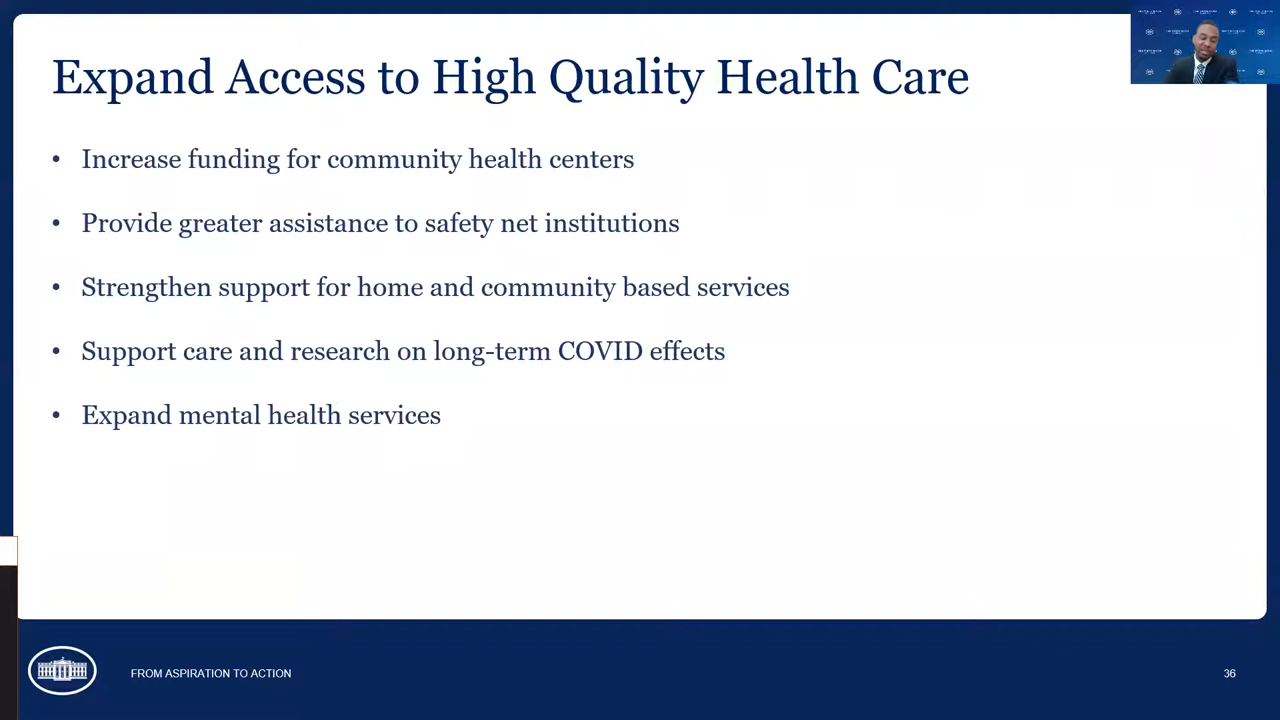 Expand Access to High Quality Health Care
• Increase funding for community health centers
• Provide greater assistance to safety net institutions
• Strengthen support for home and community based services
• Support care and research on long-term COVID effects
• Expand mental health services
FROM ASPIRATION TO ACTION
36